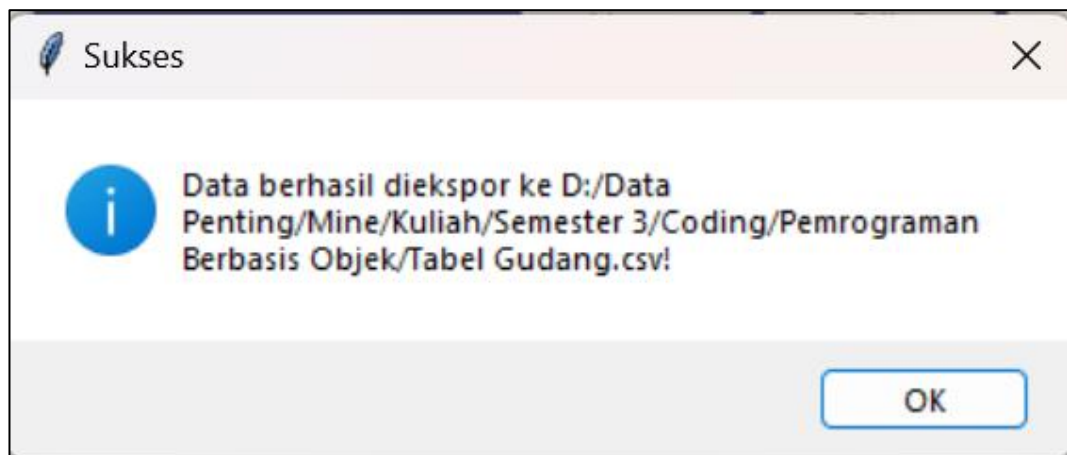 Sukses
Data berhasil diekspor ke D:/Data
Penting/Mine/Kuliah/Semester 3/Coding/Pemrograman
Berbasis Objek/Tabel Gudang.csv!
OK